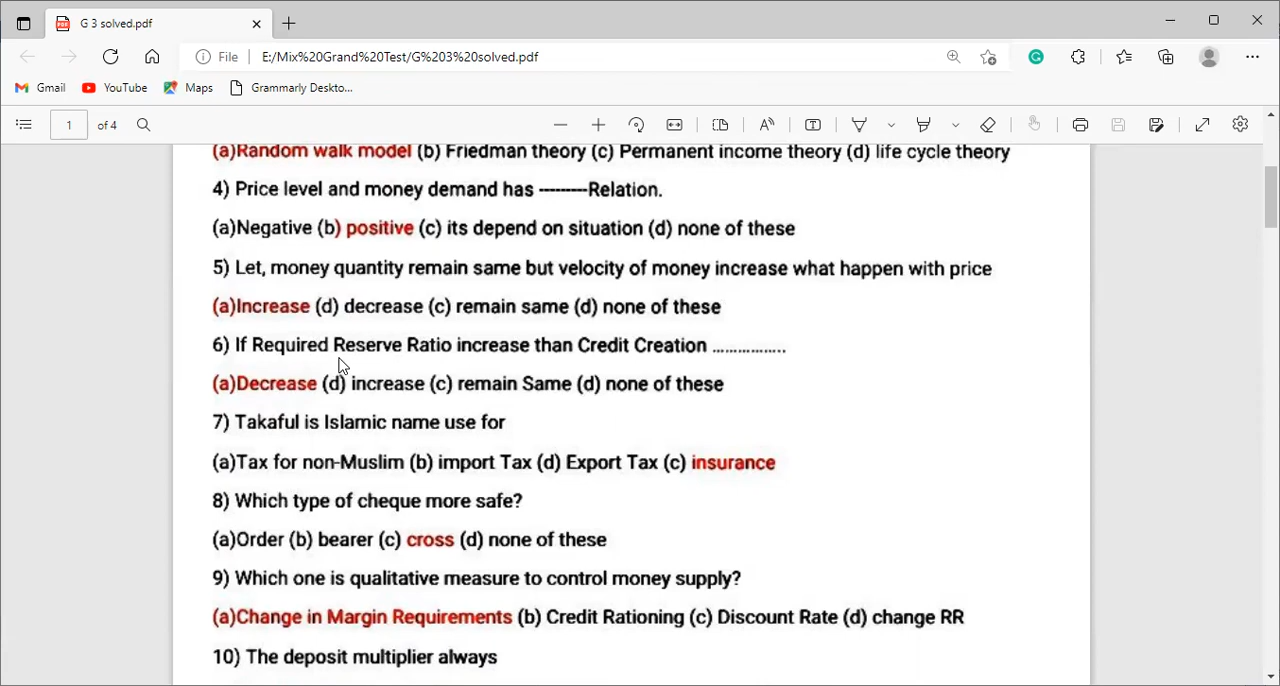 G 3 solved.pdf
File E:/Mix%20Grand%20Test/G%203%20solved.pdf
Gmail YouTube Maps Grammarly Deskto...
1 of 4
(a)Random walk model (b) Friedman theory (c) Permanent income theory (d) life cycle theory
4) Price level and money demand has ---------Relation.
(a)Negative (b) positive (c) its depend on situation (d) none of these
5) Let, money quantity remain same but velocity of money increase what happen with price
(a)Increase (d) decrease (c) remain same (d) none of these
6) If Required Reserve Ratio increase than Credit Creation ................
(a)Decrease (d) increase (c) remain Same (d) none of these
7) Takaful is Islamic name use for
(a)Tax for non-Muslim (b) import Tax (d) Export Tax (c) insurance
8) Which type of cheque more safe?
(a)Order (b) bearer (c) cross (d) none of these
9) Which one is qualitative measure to control money supply?
(a)Change in Margin Requirements (b) Credit Rationing (c) Discount Rate (d) change RR
10) The deposit multiplier always